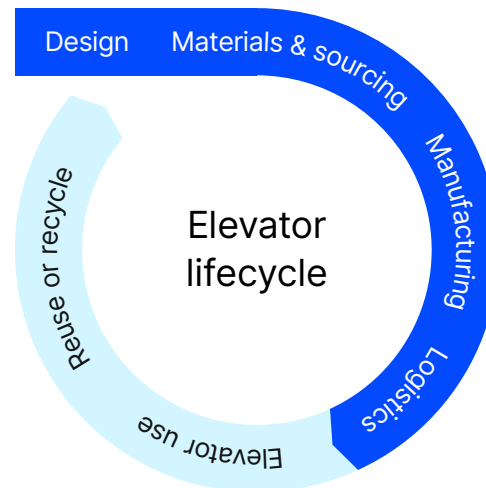 Design
Materials & sourcing
Manufacturing
Logistics
Elevator use
Reuse or recycle
Elevator
lifecycle